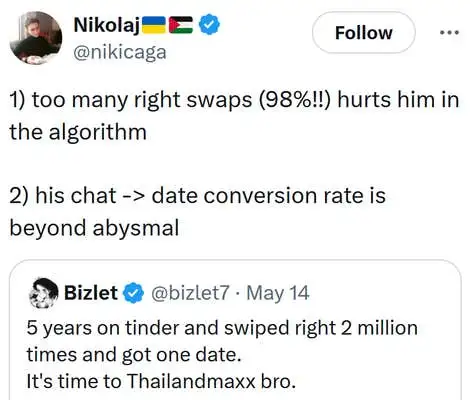 Nikolaj🇺🇦🇵🇸
Follow
@nikicaga
1) too many right swaps (98%!!) hurts him in
the algorithm
2) his chat -> date conversion rate is
beyond abysmal
Bizlet @bizlet7 · May 14
5 years on tinder and swiped right 2 million
times and got one date.
It's time to Thailandmaxx bro.